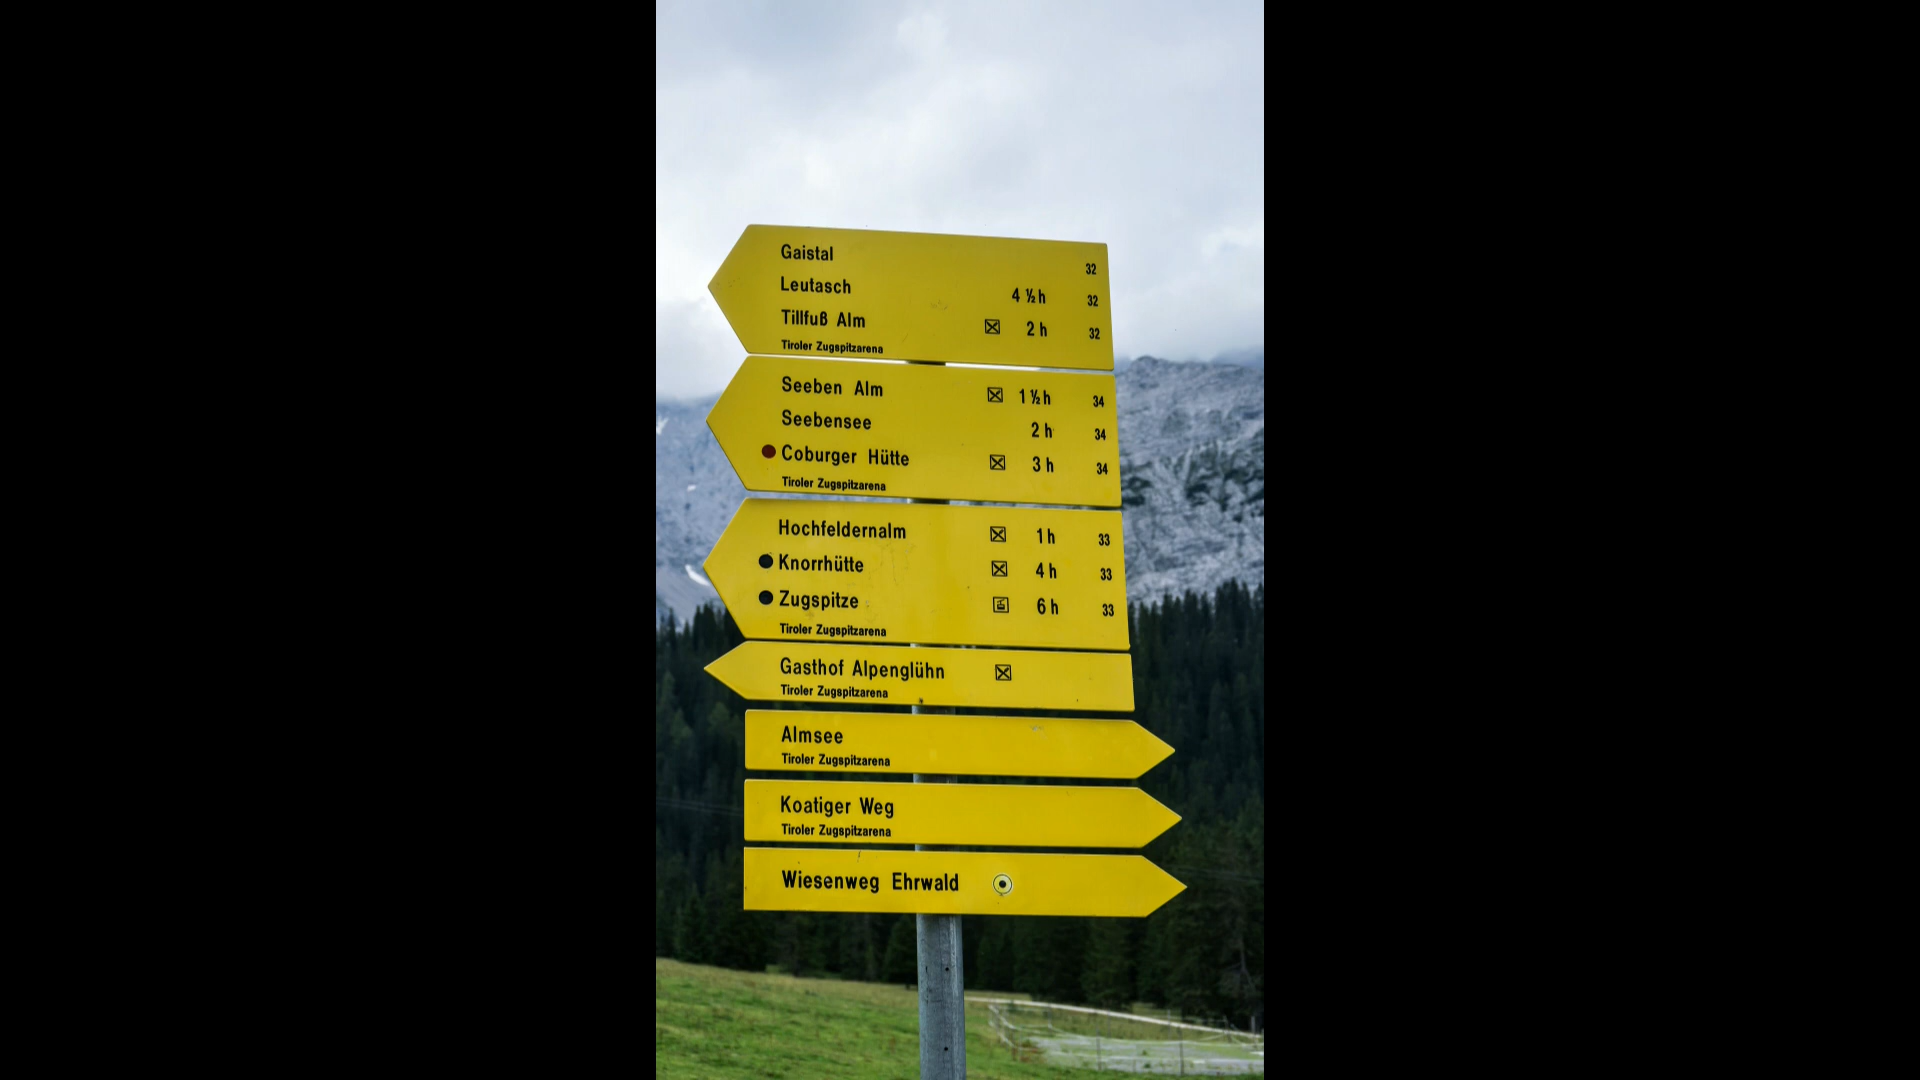 Gaistal 32
Leutasch 4 ½ h 32
Tillfuß Alm 2 h 32
Tiroler Zugspitzarena
Seeben Alm 1 ½ h 34
Seebensee 2 h 34
Coburger Hütte 3 h 34
Tiroler Zugspitzarena
Hochfeldernalm 1 h 33
Knorrhütte 4 h 33
Zugspitze 6 h 33
Tiroler Zugspitzarena
Gasthof Alpenglühn
Tiroler Zugspitzarena
Almsee
Tiroler Zugspitzarena
Koatiger Weg
Tiroler Zugspitzarena
Wiesenweg Ehrwald